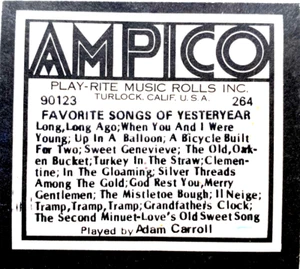 AMPICO
PLAY-RITE MUSIC ROLLS INC.
TURLOCK, CALIF. U.S.A.
90123 264
FAVORITE SONGS OF YESTERYEAR
Long, Long Ago; When You And I Were
Young; Up In A Balloon; A Bicycle Built
For Two; Sweet Genevieve; The Old, Oark-
en Bucket; Turkey In The Straw; Clemen-
tine; In The Gloaming; Silver Threads
Among The Gold; God Rest You, Merry
Gentlemen; The Mistletoe Bough; Il Neige;
Tramp, Tramp, Tramp; Grandfathers Clock;
The Second Minuet-Love's Old Sweet Song
Played by Adam Carroll